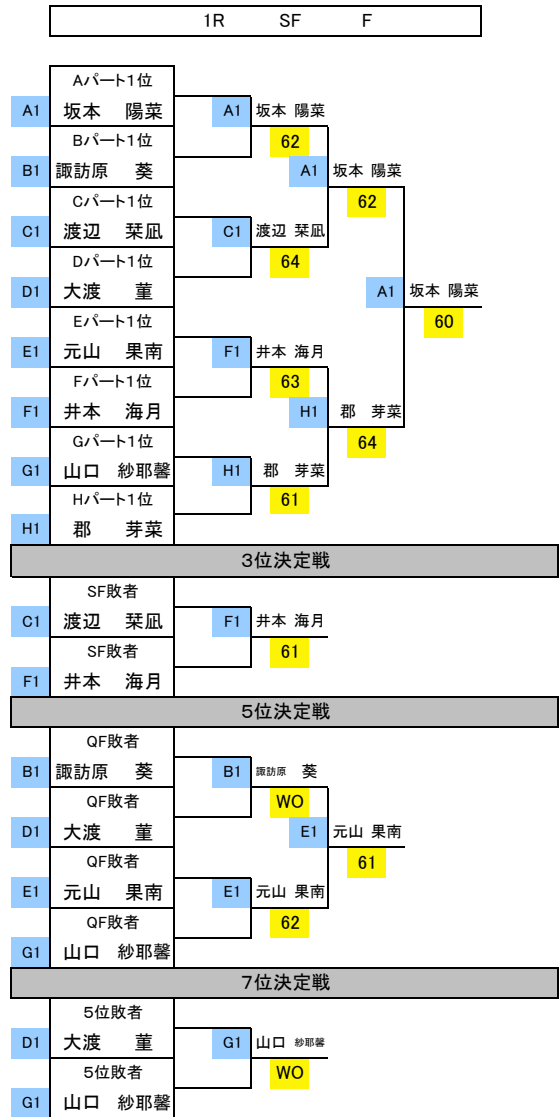 1R SF F
Aパート1位
A1 坂本 陽菜 A1 坂本 陽菜
Bパート1位 62
B1 諏訪原 葵 A1 坂本 陽菜
Cパート1位 62
C1 渡辺 栞凪 C1 渡辺 栞凪
Dパート1位 64
D1 大渡 菫 A1 坂本 陽菜
Eパート1位 60
E1 元山 果南 F1 井本 海月
Fパート1位 63
F1 井本 海月 H1 郡 芽菜
Gパート1位 64
G1 山口 紗耶馨 H1 郡 芽菜
Hパート1位 61
H1 郡 芽菜
3位決定戦
SF敗者
C1 渡辺 栞凪 F1 井本 海月
SF敗者 61
F1 井本 海月
5位決定戦
QF敗者
B1 諏訪原 葵 B1 諏訪原 葵
QF敗者 WO
D1 大渡 菫 E1 元山 果南
QF敗者 61
E1 元山 果南 E1 元山 果南
QF敗者 62
G1 山口 紗耶馨
7位決定戦
5位敗者
D1 大渡 菫 G1 山口 紗耶馨
5位敗者 WO
G1 山口 紗耶馨